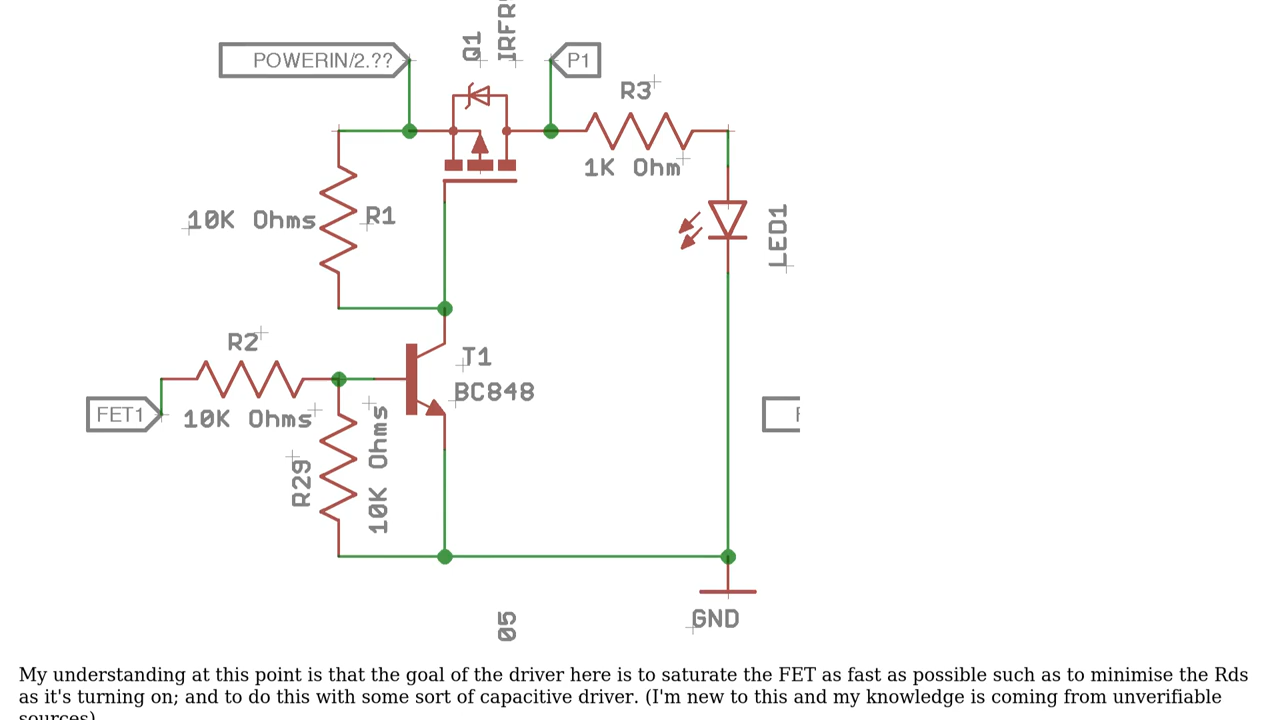 Q1
IRFR
POWERIN/2.??
P1
R3
1K Ohm
10K Ohms
R1
LED1
R2
T1
BC848
FET1
10K Ohms
R29
10K Ohms
GND
05
My understanding at this point is that the goal of the driver here is to saturate the FET as fast as possible such as to minimise the Rds
as it's turning on; and to do this with some sort of capacitive driver. (I'm new to this and my knowledge is coming from unverifiable
sources)